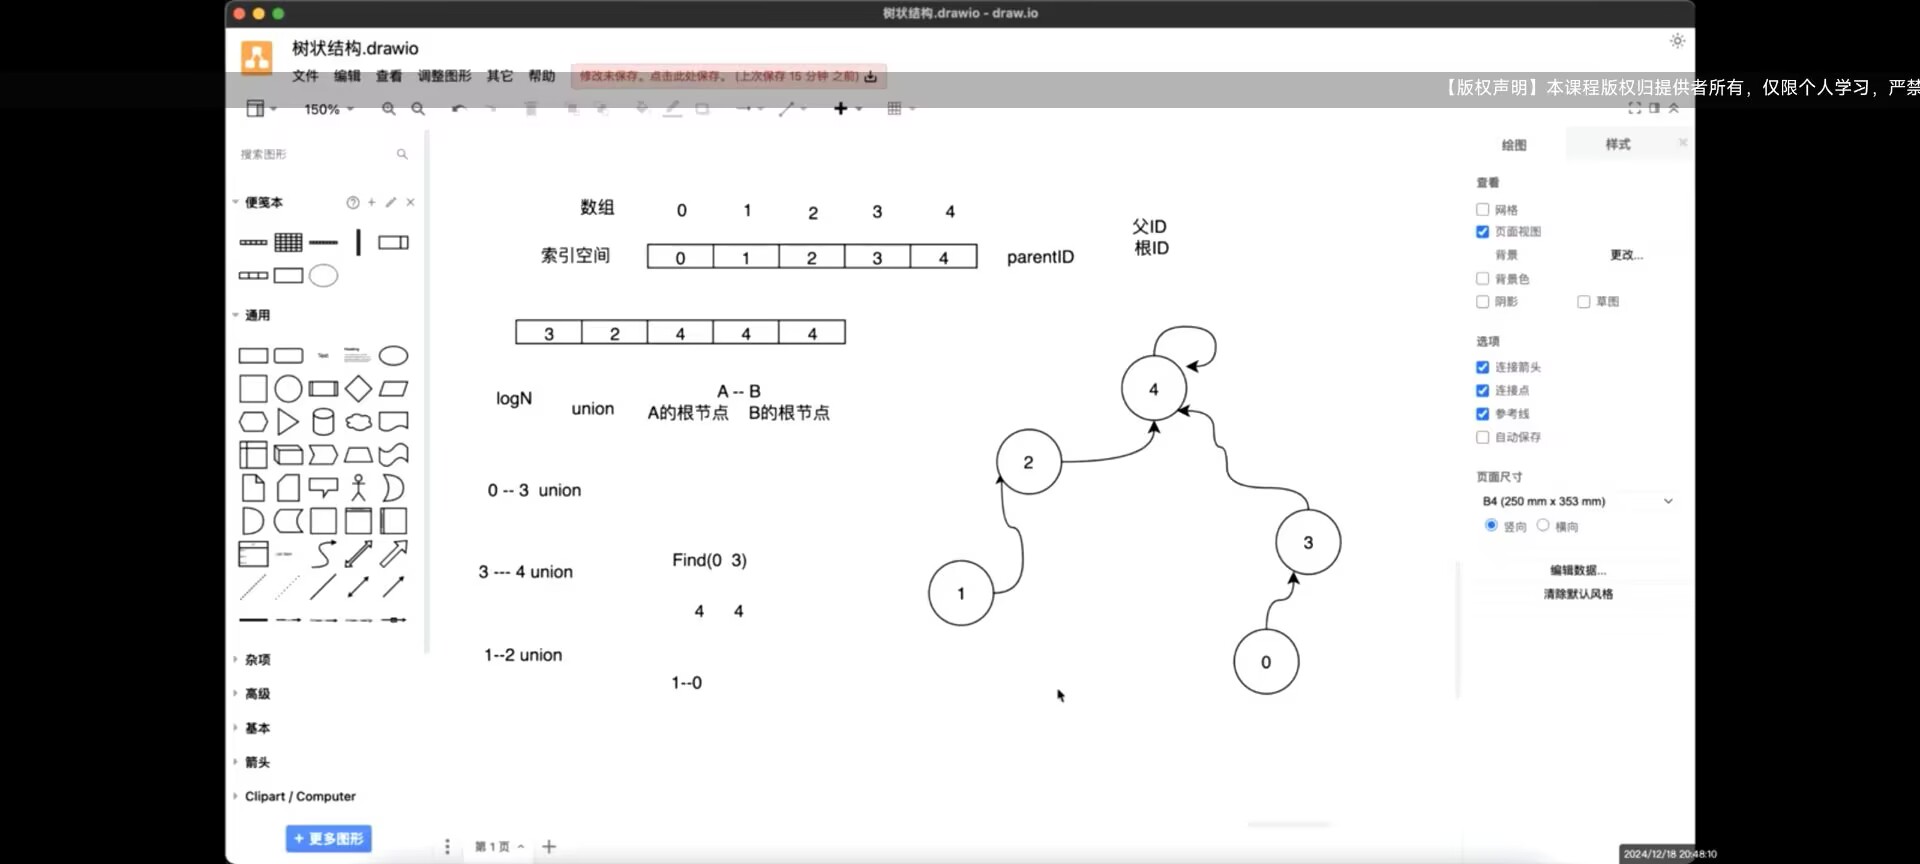 树状结构.drawio - draw.io
树状结构.drawio
文件 编辑 查看 调整图形 其它 帮助 修改未保存。点击此处保存。 (上次保存 15 分钟 之前)
【版权声明】本课程版权归提供者所有，仅限个人学习，严禁
150%
搜索图形
便笺本
通用
Text
Heading
杂项
高级
基本
箭头
Clipart / Computer
+ 更多图形
数组 0 1 2 3 4
索引空间 0 1 2 3 4 parentID
父ID
根ID
3 2 4 4 4
logN union
A -- B
A的根节点 B的根节点
0 -- 3 union
3 --- 4 union
Find(0 3)
4 4
1--2 union
1--0
4
2
3
1
0
绘图 样式
查看
网格
页面视图
背景 更改...
背景色
阴影 草图
选项
连接箭头
连接点
参考线
自动保存
页面尺寸
B4 (250 mm x 353 mm)
竖向 横向
编辑数据...
清除默认风格
第 1 页
2024/12/18 20:48:10